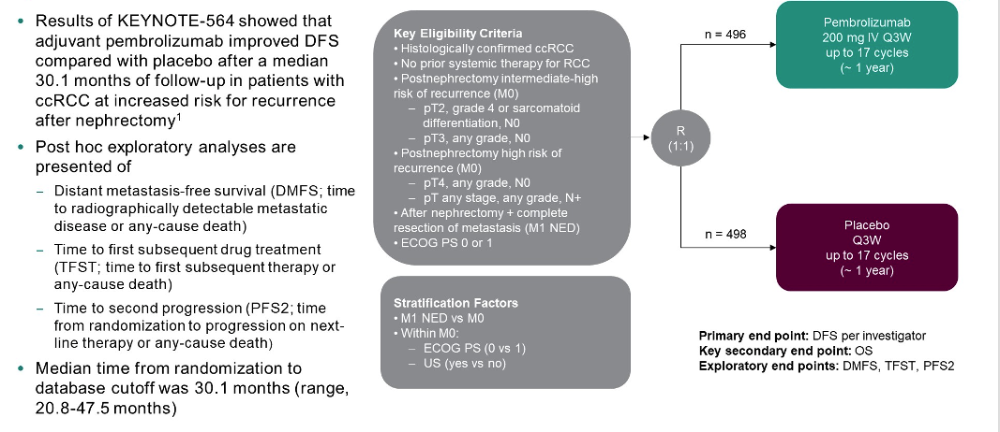 • Results of KEYNOTE-564 showed that
adjuvant pembrolizumab improved DFS
compared with placebo after a median
30.1 months of follow-up in patients with
ccRCC at increased risk for recurrence
after nephrectomy1
• Post hoc exploratory analyses are
presented of
– Distant metastasis-free survival (DMFS; time
to radiographically detectable metastatic
disease or any-cause death)
– Time to first subsequent drug treatment
(TFST; time to first subsequent therapy or
any-cause death)
– Time to second progression (PFS2; time
from randomization to progression on next-
line therapy or any-cause death)
• Median time from randomization to
database cutoff was 30.1 months (range,
20.8-47.5 months)
Key Eligibility Criteria
• Histologically confirmed ccRCC
• No prior systemic therapy for RCC
• Postnephrectomy intermediate-high
risk of recurrence (M0)
– pT2, grade 4 or sarcomatoid
differentiation, N0
– pT3, any grade, N0
• Postnephrectomy high risk of
recurrence (M0)
– pT4, any grade, N0
– pT any stage, any grade, N+
• After nephrectomy + complete
resection of metastasis (M1 NED)
• ECOG PS 0 or 1
Stratification Factors
• M1 NED vs M0
• Within M0:
– ECOG PS (0 vs 1)
– US (yes vs no)
R
(1:1)
n = 496
Pembrolizumab
200 mg IV Q3W
up to 17 cycles
(~ 1 year)
n = 498
Placebo
Q3W
up to 17 cycles
(~ 1 year)
Primary end point: DFS per investigator
Key secondary end point: OS
Exploratory end points: DMFS, TFST, PFS2